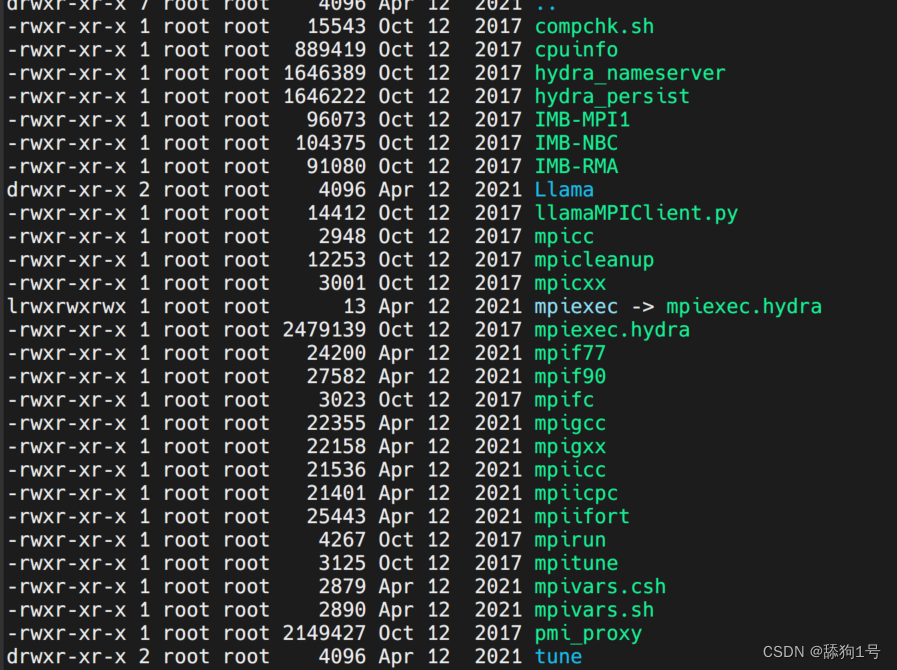 drwxr-xr-x 7 root root    4096 Apr 12  2021 ..
-rwxr-xr-x 1 root root   15543 Oct 12  2017 compchk.sh
-rwxr-xr-x 1 root root  889419 Oct 12  2017 cpuinfo
-rwxr-xr-x 1 root root 1646389 Oct 12  2017 hydra_nameserver
-rwxr-xr-x 1 root root 1646222 Oct 12  2017 hydra_persist
-rwxr-xr-x 1 root root   96073 Oct 12  2017 IMB-MPI1
-rwxr-xr-x 1 root root  104375 Oct 12  2017 IMB-NBC
-rwxr-xr-x 1 root root   91080 Oct 12  2017 IMB-RMA
drwxr-xr-x 2 root root    4096 Apr 12  2021 Llama
-rwxr-xr-x 1 root root   14412 Oct 12  2017 llamaMPIClient.py
-rwxr-xr-x 1 root root    2948 Oct 12  2017 mpicc
-rwxr-xr-x 1 root root   12253 Oct 12  2017 mpicleanup
-rwxr-xr-x 1 root root    3001 Oct 12  2017 mpicxx
lrwxrwxrwx 1 root root      13 Apr 12  2021 mpiexec -> mpiexec.hydra
-rwxr-xr-x 1 root root 2479139 Oct 12  2017 mpiexec.hydra
-rwxr-xr-x 1 root root   24200 Apr 12  2021 mpif77
-rwxr-xr-x 1 root root   27582 Apr 12  2021 mpif90
-rwxr-xr-x 1 root root    3023 Oct 12  2017 mpifc
-rwxr-xr-x 1 root root   22355 Apr 12  2021 mpigcc
-rwxr-xr-x 1 root root   22158 Apr 12  2021 mpigxx
-rwxr-xr-x 1 root root   21536 Apr 12  2021 mpiicc
-rwxr-xr-x 1 root root   21401 Apr 12  2021 mpiicpc
-rwxr-xr-x 1 root root   25443 Apr 12  2021 mpiifort
-rwxr-xr-x 1 root root    4267 Oct 12  2017 mpirun
-rwxr-xr-x 1 root root    3125 Oct 12  2017 mpitune
-rwxr-xr-x 1 root root    2879 Apr 12  2021 mpivars.csh
-rwxr-xr-x 1 root root    2890 Apr 12  2021 mpivars.sh
-rwxr-xr-x 1 root root 2149427 Oct 12  2017 pmi_proxy
drwxr-xr-x 2 root root    4096 Apr 12  2021 tune
CSDN @舔狗1号